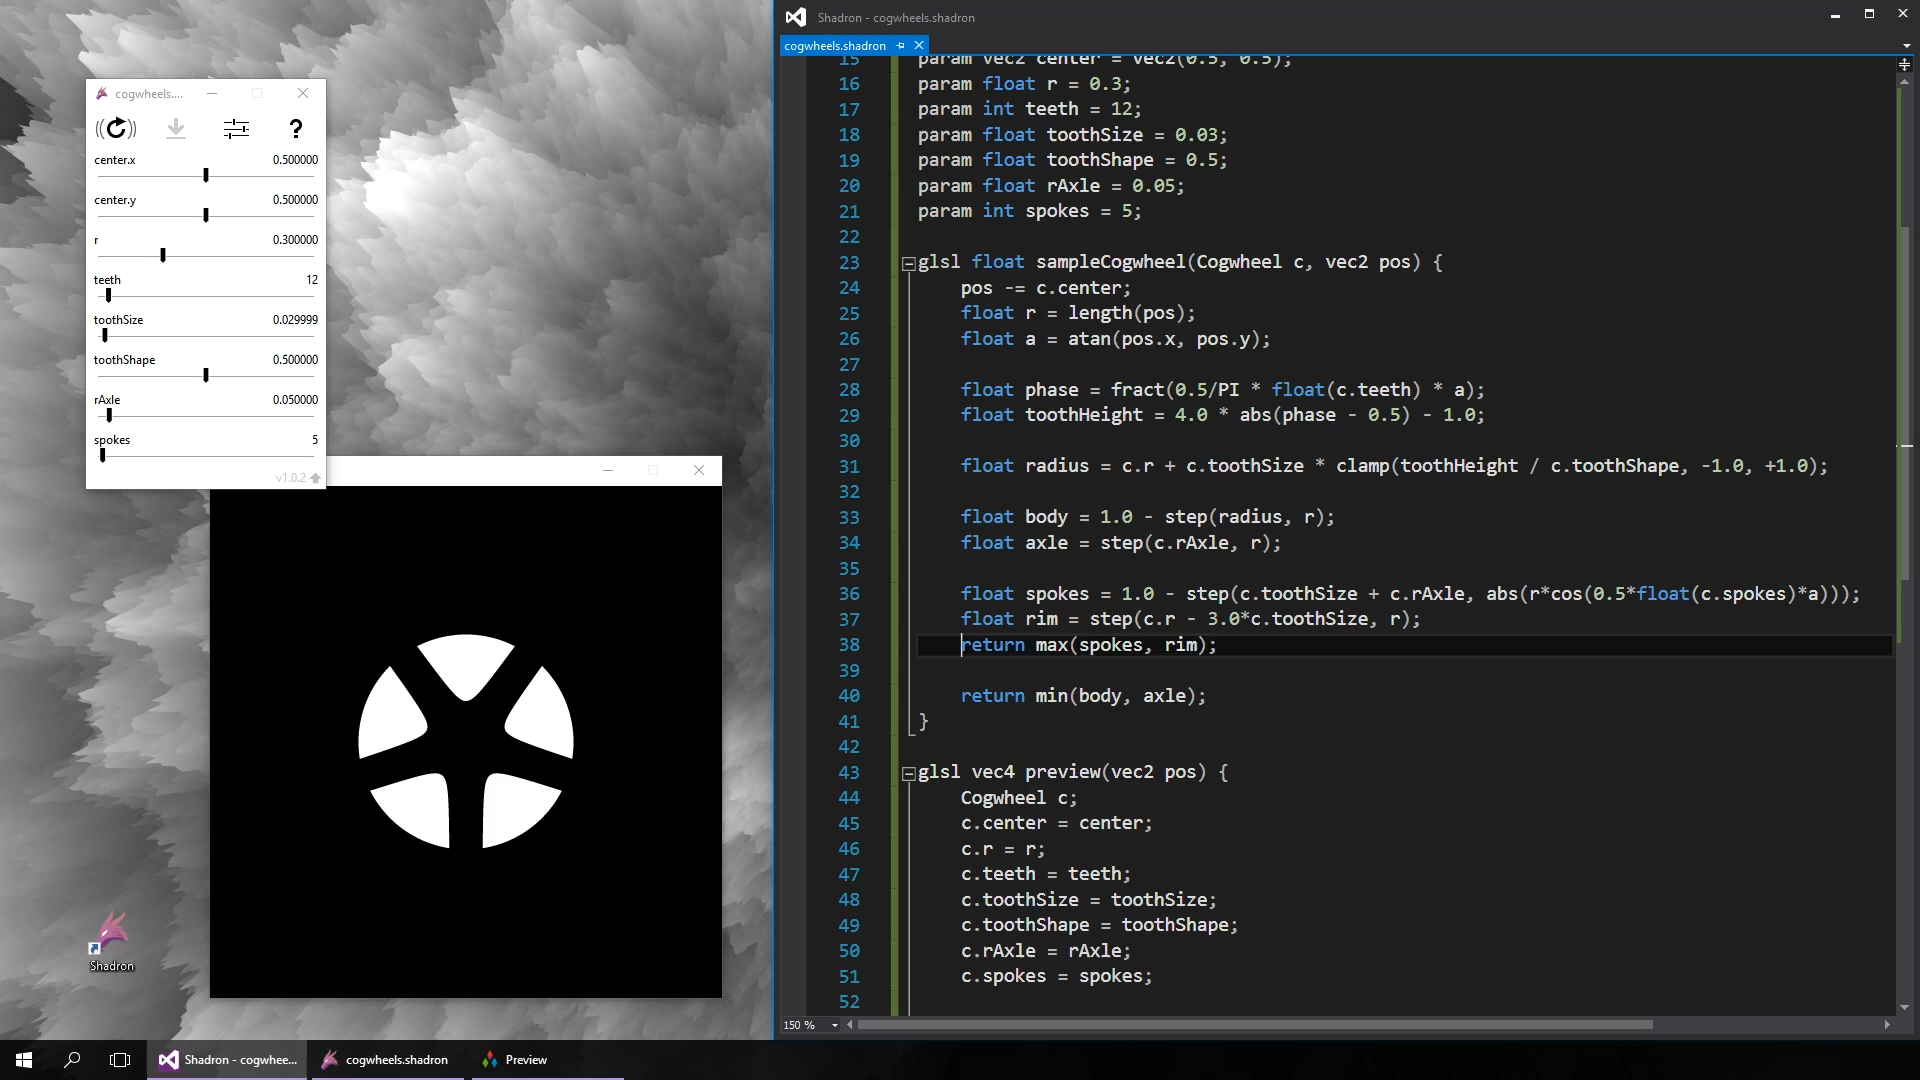 cogwheels....
?
center.x 0.500000
center.y 0.500000
r 0.300000
teeth 12
toothSize 0.029999
toothShape 0.500000
rAxle 0.050000
spokes 5
v1.0.2
Shadron
Shadron - cogwheels.shadron
cogwheels.shadron
15 param vec2 center = vec2(0.5, 0.5);
16 param float r = 0.3;
17 param int teeth = 12;
18 param float toothSize = 0.03;
19 param float toothShape = 0.5;
20 param float rAxle = 0.05;
21 param int spokes = 5;
22
23 glsl float sampleCogwheel(Cogwheel c, vec2 pos) {
24 pos -= c.center;
25 float r = length(pos);
26 float a = atan(pos.x, pos.y);
27
28 float phase = fract(0.5/PI * float(c.teeth) * a);
29 float toothHeight = 4.0 * abs(phase - 0.5) - 1.0;
30
31 float radius = c.r + c.toothSize * clamp(toothHeight / c.toothShape, -1.0, +1.0);
32
33 float body = 1.0 - step(radius, r);
34 float axle = step(c.rAxle, r);
35
36 float spokes = 1.0 - step(c.toothSize + c.rAxle, abs(r*cos(0.5*float(c.spokes)*a)));
37 float rim = step(c.r - 3.0*c.toothSize, r);
38 return max(spokes, rim);
39
40 return min(body, axle);
41 }
42
43 glsl vec4 preview(vec2 pos) {
44 Cogwheel c;
45 c.center = center;
46 c.r = r;
47 c.teeth = teeth;
48 c.toothSize = toothSize;
49 c.toothShape = toothShape;
50 c.rAxle = rAxle;
51 c.spokes = spokes;
52
150 %
Shadron - cogwhee...
cogwheels.shadron
Preview